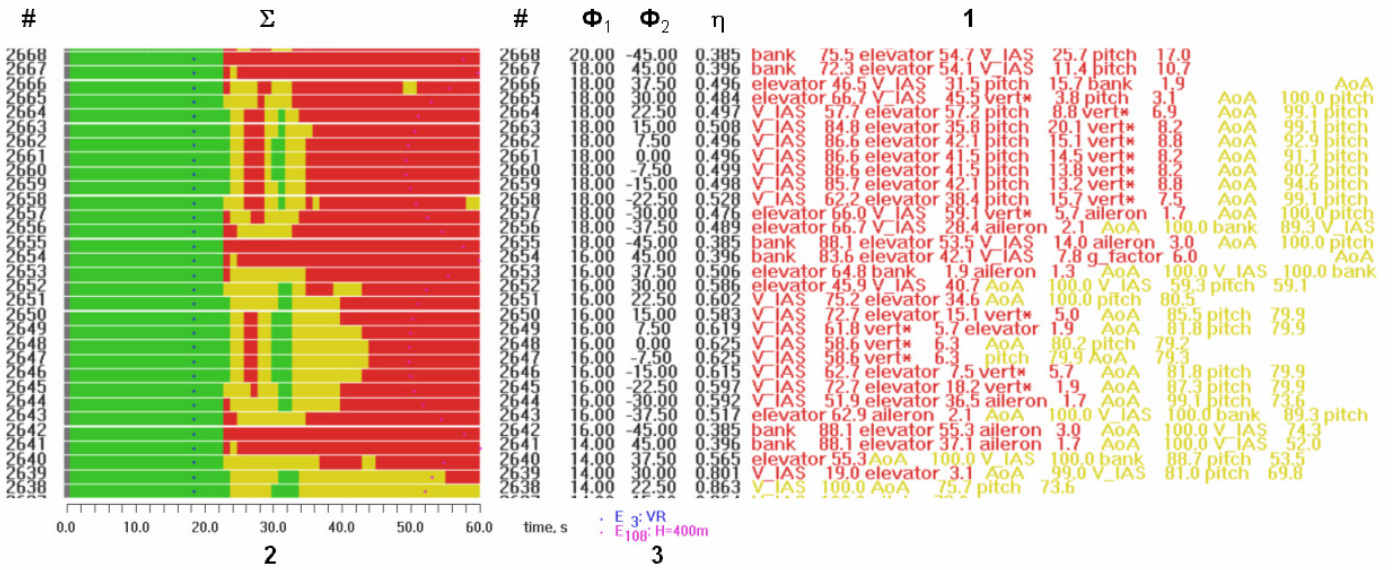 # Σ # Φ1 Φ2 η 1
2668 2668 20.00 -45.00 0.385 bank 75.5 elevator 54.7 V_IAS 25.7 pitch 17.0
2667 2667 18.00 45.00 0.396 bank 72.3 elevator 54.1 V_IAS 11.4 pitch 10.7
2666 2666 18.00 37.50 0.496 elevator 46.5 V_IAS 31.5 pitch 15.7 bank 1.9 AoA
2665 2665 18.00 30.00 0.484 elevator 66.7 V_IAS 45.5 vert* 3.8 pitch 3.1 AoA 100.0 pitch
2664 2664 18.00 22.50 0.497 V_IAS 57.7 elevator 57.2 pitch 8.8 vert* 6.9 AoA 99.1 pitch
2663 2663 18.00 15.00 0.508 V_IAS 84.8 elevator 35.8 pitch 20.1 vert* 8.2 AoA 99.1 pitch
2662 2662 18.00 7.50 0.496 V_IAS 86.6 elevator 42.1 pitch 15.1 vert* 8.8 AoA 92.9 pitch
2661 2661 18.00 0.00 0.496 V_IAS 86.6 elevator 41.5 pitch 14.5 vert* 8.2 AoA 91.1 pitch
2660 2660 18.00 -7.50 0.499 V_IAS 86.6 elevator 41.5 pitch 13.8 vert* 8.2 AoA 90.2 pitch
2659 2659 18.00 -15.00 0.498 V_IAS 85.7 elevator 42.1 pitch 13.2 vert* 8.8 AoA 94.6 pitch
2658 2658 18.00 -22.50 0.528 V_IAS 62.2 elevator 38.4 pitch 15.7 vert* 7.5 AoA 99.1 pitch
2657 2657 18.00 -30.00 0.476 elevator 66.0 V_IAS 59.1 vert* 5.7 aileron 1.7 AoA 100.0 pitch
2656 2656 18.00 -37.50 0.489 elevator 66.7 V_IAS 28.4 aileron 2.1 AoA 100.0 bank 89.3 V_IAS
2655 2655 18.00 -45.00 0.385 bank 88.1 elevator 53.5 V_IAS 14.0 aileron 3.0 AoA 100.0 pitch
2654 2654 16.00 45.00 0.396 bank 83.6 elevator 42.1 V_IAS 7.8 g_factor 6.0 AoA
2653 2653 16.00 37.50 0.506 elevator 64.8 bank 1.9 aileron 1.3 AoA 100.0 V_IAS 100.0 bank
2652 2652 16.00 30.00 0.586 elevator 45.9 V_IAS 40.7 AoA 100.0 V_IAS 59.3 pitch 59.1
2651 2651 16.00 22.50 0.602 V_IAS 75.2 elevator 34.6 AoA 100.0 pitch 80.5
2650 2650 16.00 15.00 0.583 V_IAS 72.7 elevator 15.1 vert* 5.0 AoA 85.5 pitch 79.9
2649 2649 16.00 7.50 0.619 V_IAS 61.8 vert* 5.7 elevator 1.9 AoA 81.8 pitch 79.9
2648 2648 16.00 0.00 0.625 V_IAS 58.6 vert* 6.3 AoA 80.2 pitch 79.2
2647 2647 16.00 -7.50 0.625 V_IAS 58.6 vert* 6.3 pitch 79.9 AoA 79.3
2646 2646 16.00 -15.00 0.615 V_IAS 62.7 elevator 7.5 vert* 5.7 AoA 81.8 pitch 79.9
2645 2645 16.00 -22.50 0.597 V_IAS 72.7 elevator 18.2 vert* 1.9 AoA 87.3 pitch 79.9
2644 2644 16.00 -30.00 0.592 V_IAS 51.9 elevator 36.5 aileron 1.7 AoA 99.1 pitch 73.6
2643 2643 16.00 -37.50 0.517 elevator 62.9 aileron 2.1 AoA 100.0 V_IAS 100.0 bank 89.3 pitch
2642 2642 16.00 -45.00 0.385 bank 88.1 elevator 55.3 aileron 3.0 AoA 100.0 V_IAS 74.3
2641 2641 14.00 45.00 0.396 bank 88.1 elevator 37.1 aileron 1.7 AoA 100.0 V_IAS 52.0
2640 2640 14.00 37.50 0.565 elevator 55.3 AoA 100.0 V_IAS 100.0 bank 88.7 pitch 53.5
2639 2639 14.00 30.00 0.801 V_IAS 19.0 elevator 3.1 AoA 99.0 V_IAS 81.0 pitch 69.8
2638 2638 14.00 22.50 0.863 V_IAS 100.0 AoA 75.7 pitch 73.6
0.0 10.0 20.0 30.0 40.0 50.0 60.0 time, s
E 3: VR
E108: H=400m
2 3